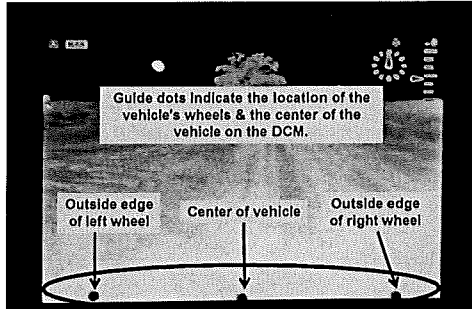 Guide dots indicate the location of the
vehicle's wheels & the center of the
vehicle on the DCM.
Outside edge
of left wheel
Center of vehicle
Outside edge
of right wheel